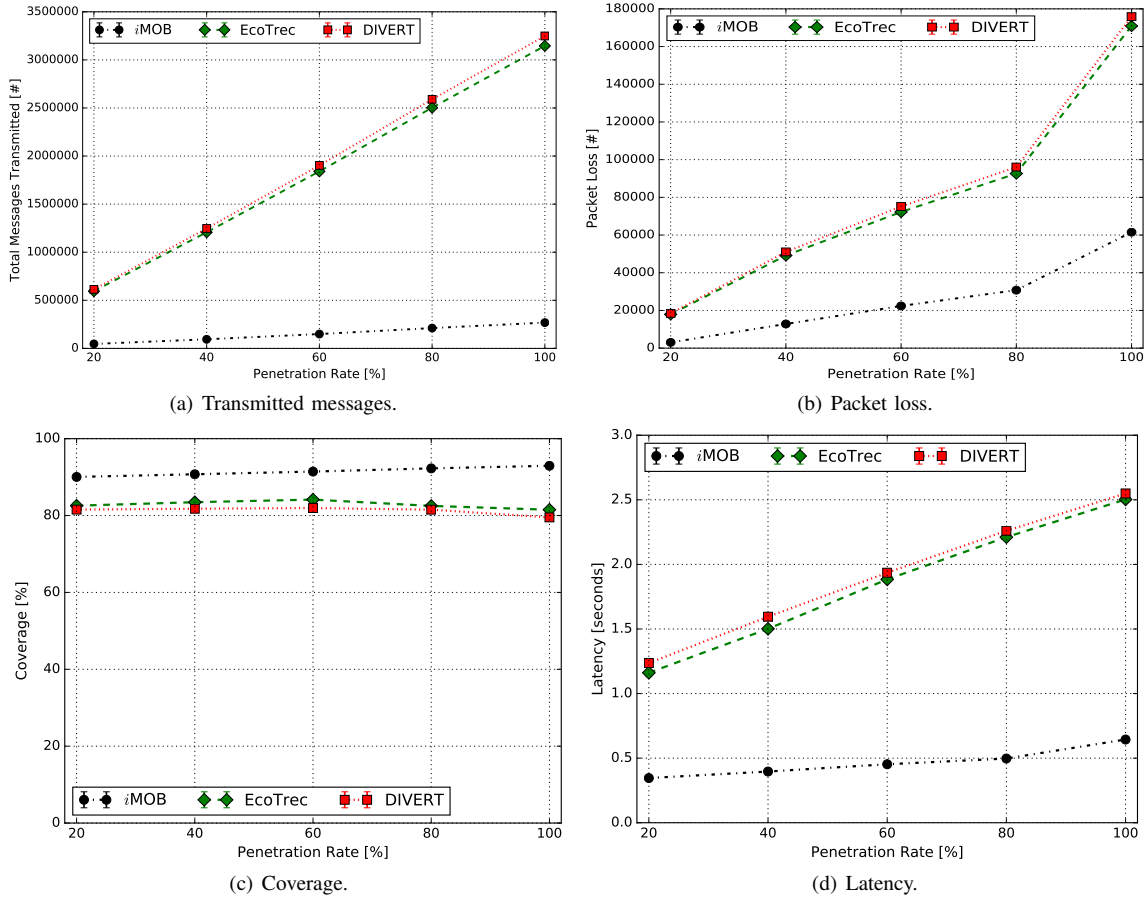 iMOB EcoTrec DIVERT
3500000
3000000
2500000
2000000
1500000
1000000
500000
0
20 40 60 80 100
Total Messages Transmitted [#]
Penetration Rate [%]
(a) Transmitted messages.
iMOB EcoTrec DIVERT
180000
160000
140000
120000
100000
80000
60000
40000
20000
0
20 40 60 80 100
Packet Loss [#]
Penetration Rate [%]
(b) Packet loss.
100
80
60
40
20
0
Coverage [%]
iMOB EcoTrec DIVERT
20 40 60 80 100
Penetration Rate [%]
(c) Coverage.
iMOB EcoTrec DIVERT
3.0
2.5
2.0
1.5
1.0
0.5
0.0
20 40 60 80 100
Latency [seconds]
Penetration Rate [%]
(d) Latency.